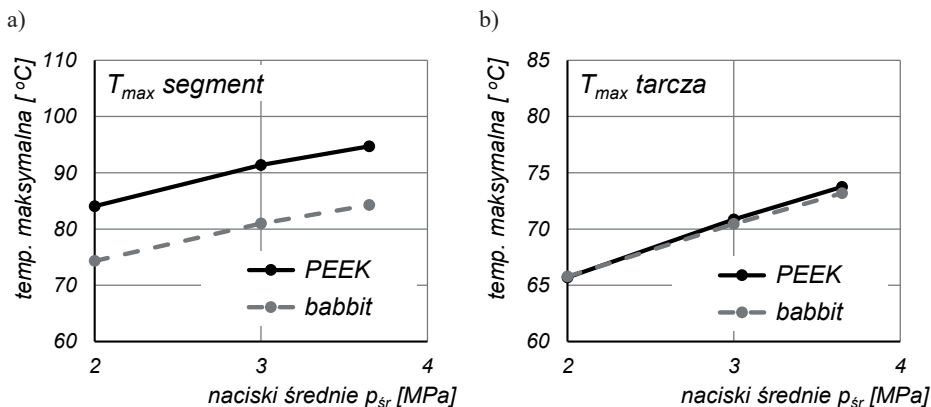 a)
temp. maksymalna [ °C]
110
100
90
80
70
60
T_max segment
PEEK
babbit
2
3
4
naciski średnie p_śr [MPa]
b)
temp. maksymalna [ °C]
85
80
75
70
65
60
T_max tarcza
PEEK
babbit
2
3
4
naciski średnie p_śr [MPa]